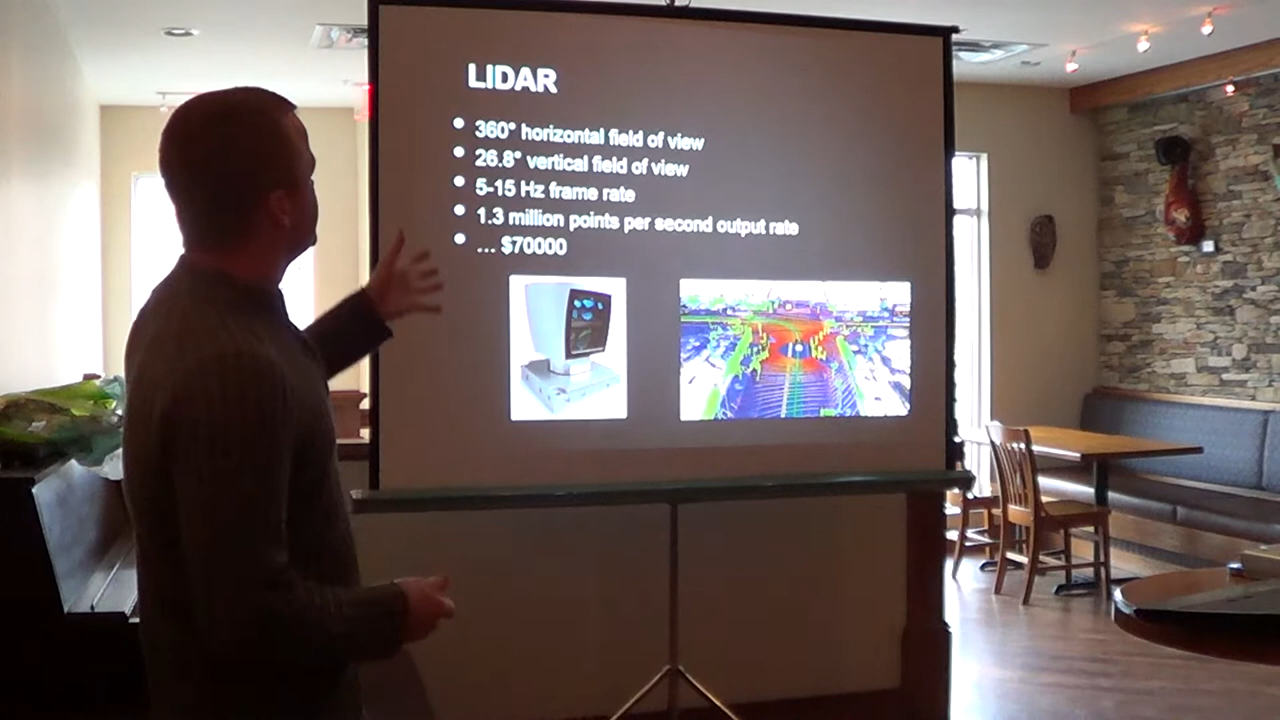 LIDAR
• 360° horizontal field of view
• 26.8° vertical field of view
• 5-15 Hz frame rate
• 1.3 million points per second output rate
• ... $70000